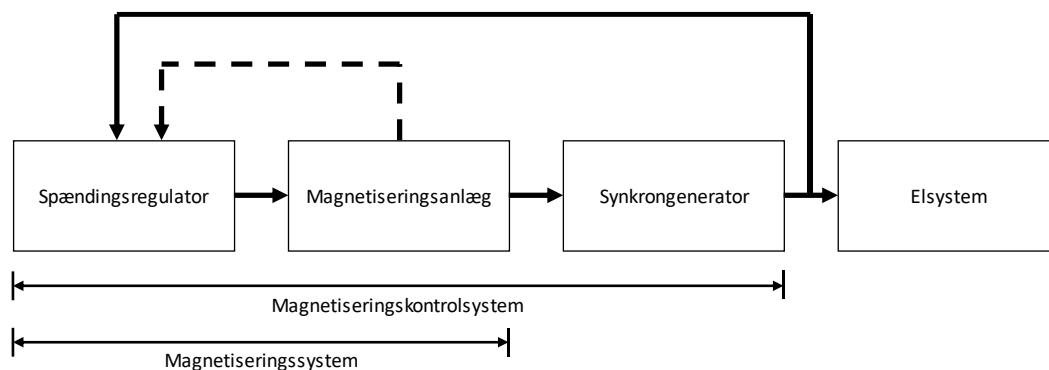 Spændingsregulator
Magnetiseringsanlæg
Synkrongenerator
Elsystem
Magnetiseringskontrolsystem
Magnetiseringssystem